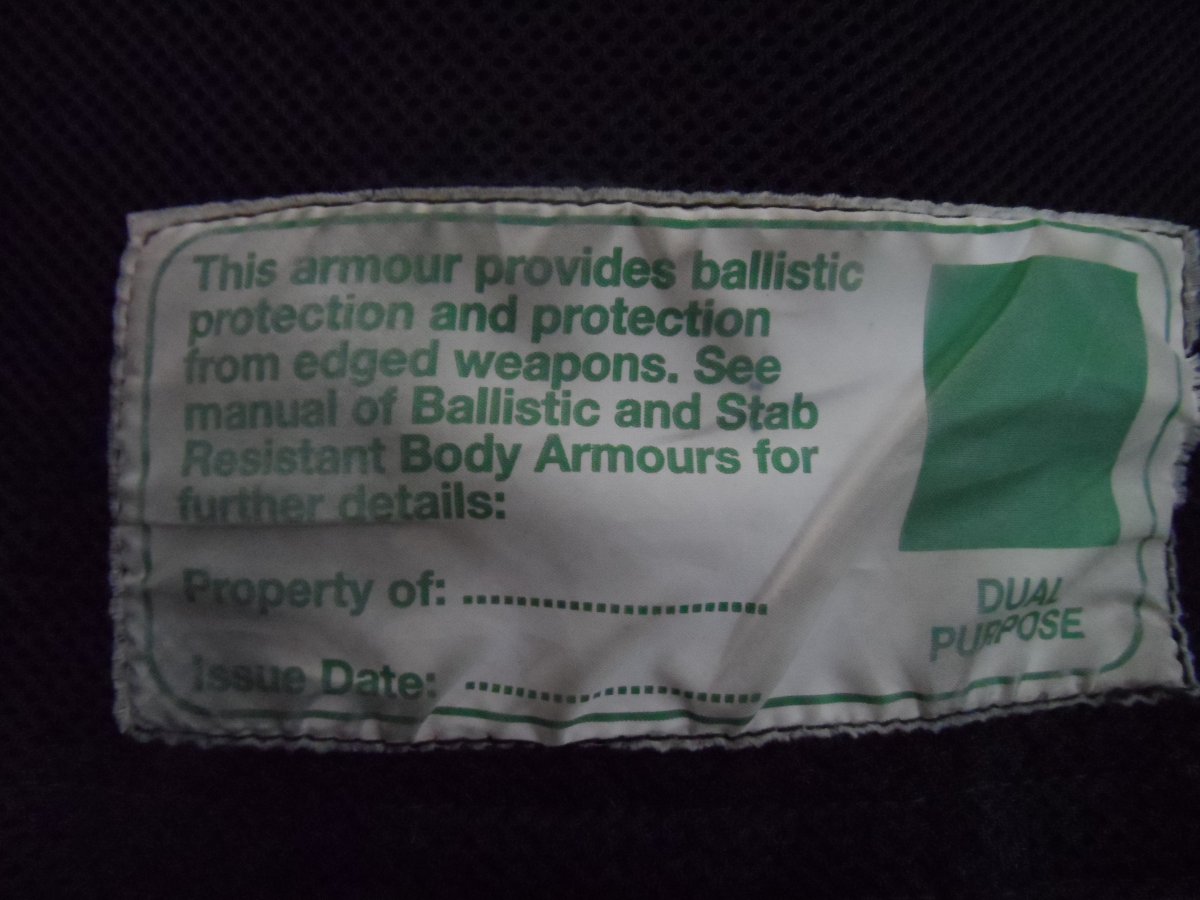 This armour provides ballistic
protection and protection
from edged weapons. See
manual of Ballistic and Stab
Resistant Body Armours for
further details:
Property of: ........................
Issue Date: ........................
DUAL
PURPOSE